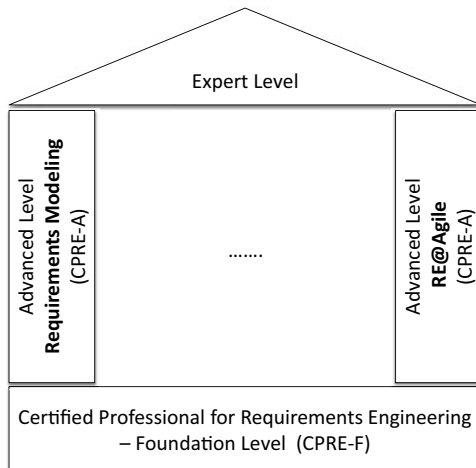 Expert Level
Advanced Level
Requirements Modeling
(CPRE-A)
.......
Advanced Level
RE@Agile
(CPRE-A)
Certified Professional for Requirements Engineering
– Foundation Level (CPRE-F)